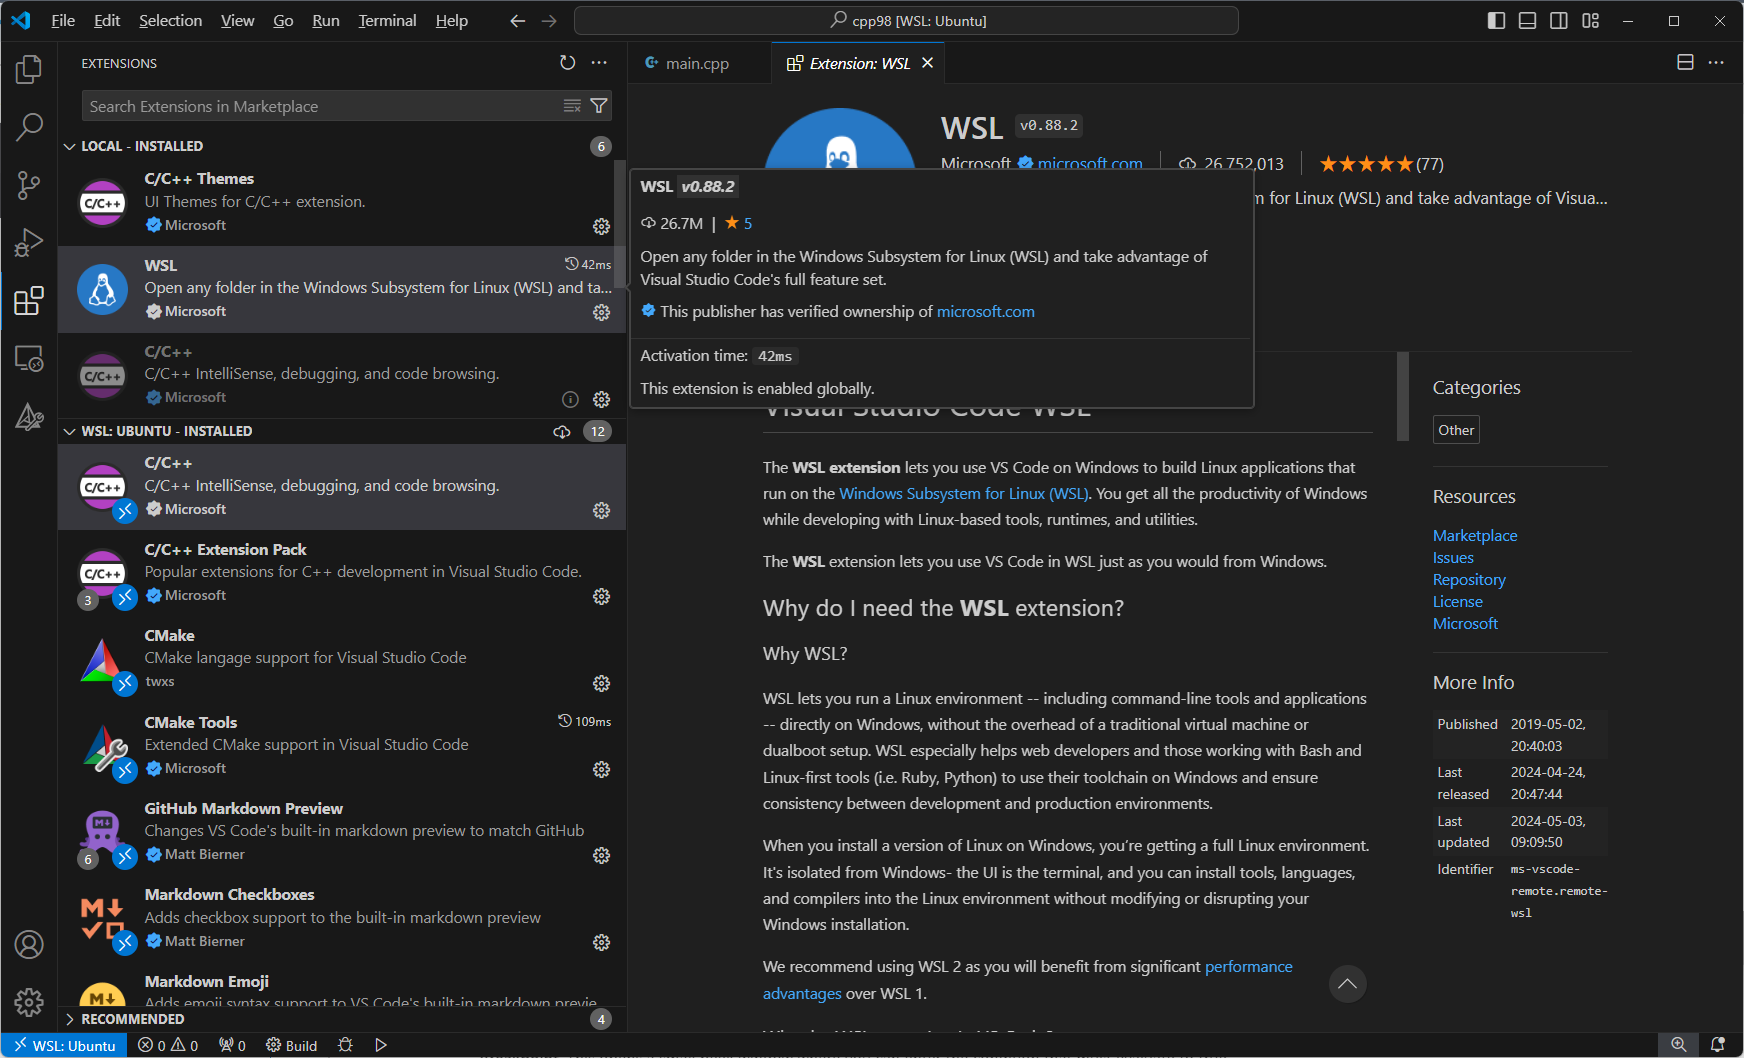 File Edit Selection View Go Run Terminal Help
cpp98 [WSL: Ubuntu]
EXTENSIONS
Search Extensions in Marketplace
LOCAL - INSTALLED
6
C/C++
C/C++ Themes
UI Themes for C/C++ extension.
Microsoft
WSL
42ms
Open any folder in the Windows Subsystem for Linux (WSL) and ta...
Microsoft
C/C++
C/C++
C/C++ IntelliSense, debugging, and code browsing.
Microsoft
WSL: UBUNTU - INSTALLED
12
C/C++
C/C++
C/C++ IntelliSense, debugging, and code browsing.
Microsoft
C/C++
3
C/C++ Extension Pack
Popular extensions for C++ development in Visual Studio Code.
Microsoft
CMake
CMake langage support for Visual Studio Code
twxs
CMake Tools
109ms
Extended CMake support in Visual Studio Code
Microsoft
M
6
GitHub Markdown Preview
Changes VS Code's built-in markdown preview to match GitHub
Matt Bierner
M
Markdown Checkboxes
Adds checkbox support to the built-in markdown preview
Matt Bierner
M
Markdown Emoji
Adds emoji syntax support to VS Code's built-in markdown previe
RECOMMENDED
4
main.cpp
Extension: WSL
WSL v0.88.2
Microsoft microsoft.com | 26,752,013 | ★★★★★(77)
n for Linux (WSL) and take advantage of Visua...
WSL v0.88.2
26.7M | ★ 5
Open any folder in the Windows Subsystem for Linux (WSL) and take advantage of
Visual Studio Code's full feature set.
This publisher has verified ownership of microsoft.com
Activation time: 42ms
This extension is enabled globally.
Visual Studio Code WSL
The WSL extension lets you use VS Code on Windows to build Linux applications that
run on the Windows Subsystem for Linux (WSL). You get all the productivity of Windows
while developing with Linux-based tools, runtimes, and utilities.
The WSL extension lets you use VS Code in WSL just as you would from Windows.
Why do I need the WSL extension?
Why WSL?
WSL lets you run a Linux environment -- including command-line tools and applications
-- directly on Windows, without the overhead of a traditional virtual machine or
dualboot setup. WSL especially helps web developers and those working with Bash and
Linux-first tools (i.e. Ruby, Python) to use their toolchain on Windows and ensure
consistency between development and production environments.
When you install a version of Linux on Windows, you're getting a full Linux environment.
It's isolated from Windows- the UI is the terminal, and you can install tools, languages,
and compilers into the Linux environment without modifying or disrupting your
Windows installation.
We recommend using WSL 2 as you will benefit from significant performance
advantages over WSL 1.
Categories
Other
Resources
Marketplace
Issues
Repository
License
Microsoft
More Info
Published 2019-05-02,
20:40:03
Last 2024-04-24,
released 20:47:44
Last 2024-05-03,
updated 09:09:50
Identifier ms-vscode-
remote.remote-
wsl
WSL: Ubuntu 0 0 0 Build